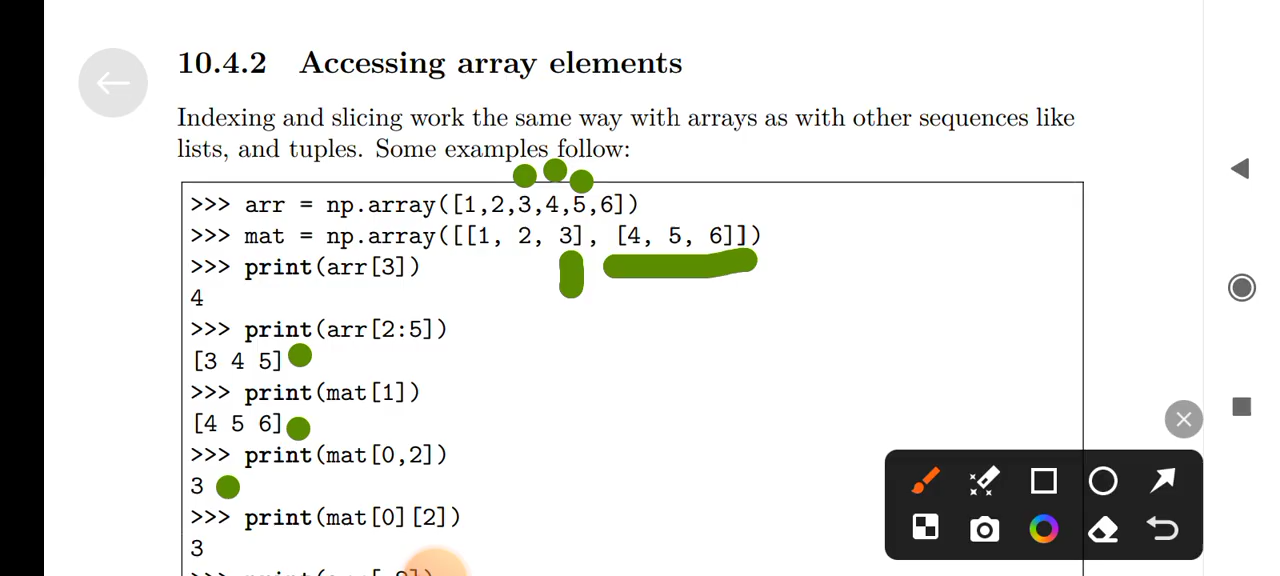 10.4.2 Accessing array elements
Indexing and slicing work the same way with arrays as with other sequences like
lists, and tuples. Some examples follow:
>>> arr = np.array([1,2,3,4,5,6])
>>> mat = np.array([[1, 2, 3], [4, 5, 6]])
>>> print(arr[3])
4
>>> print(arr[2:5])
[3 4 5]
>>> print(mat[1])
[4 5 6]
>>> print(mat[0,2])
3
>>> print(mat[0][2])
3